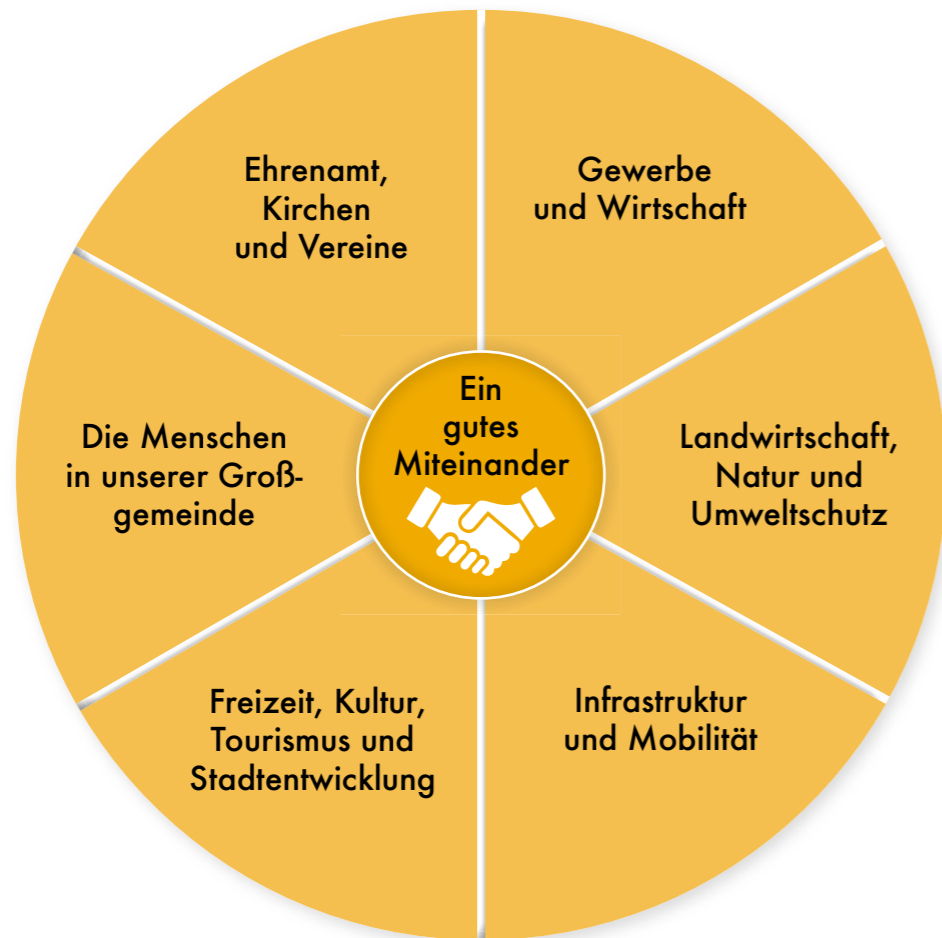 Ehrenamt,
Kirchen
und Vereine
Gewerbe
und Wirtschaft
Die Menschen
in unserer Groß-
gemeinde
Ein
gutes
Miteinander
Landwirtschaft,
Natur und
Umweltschutz
Freizeit, Kultur,
Tourismus und
Stadtentwicklung
Infrastruktur
und Mobilität